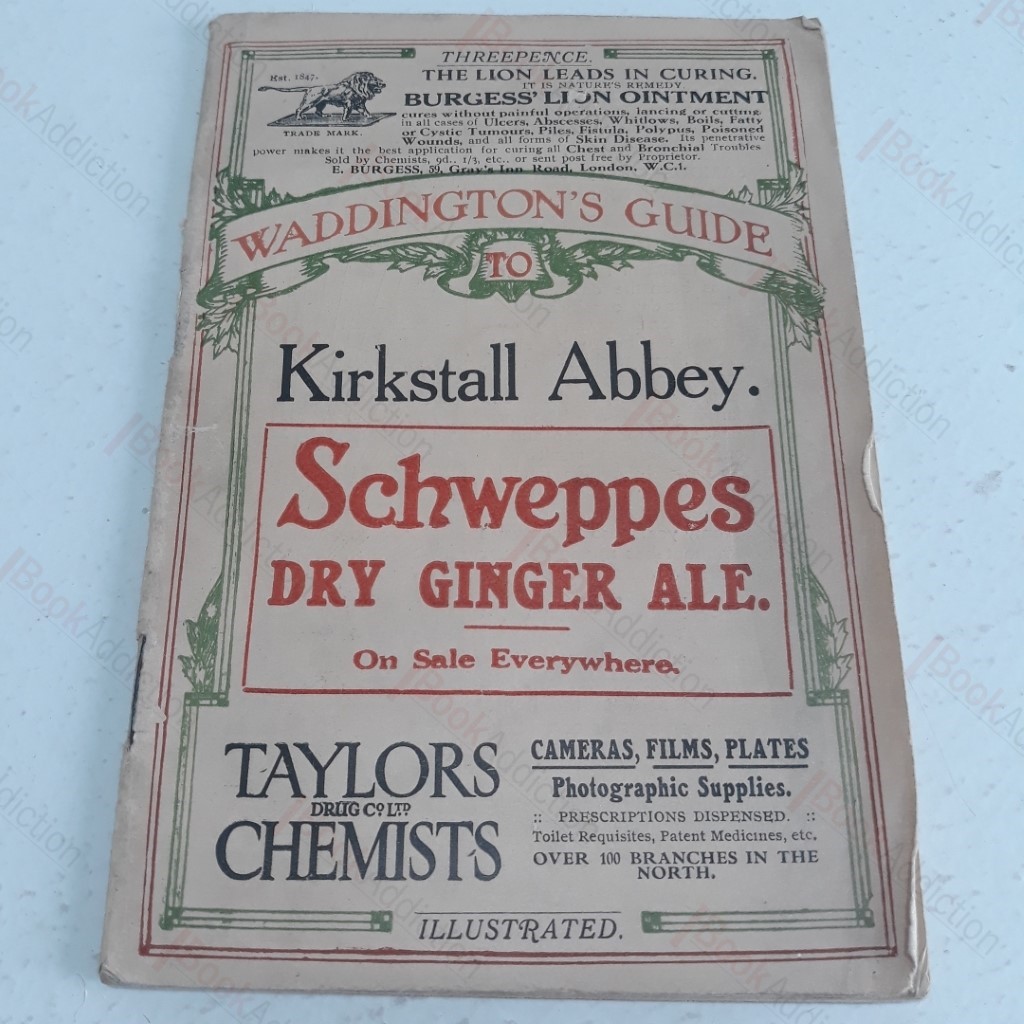 THREEPENCE.
Est. 1847.
TRADE MARK.
THE LION LEADS IN CURING.
IT IS NATURE'S REMEDY.
BURGESS' LION OINTMENT
cures without painful operations, lancing or cutting,
in all cases of Ulcers, Abscesses, Whitlows, Boils, Fatty
or Cystic Tumours, Piles, Fistula, Polypus, Poisoned
Wounds, and all forms of Skin Disease. Its penetrative
power makes it the best application for curing all Chest and Bronchial Troubles
Sold by Chemists, 9d., 1/3, etc., or sent post free by Proprietor.
E. BURGESS, 59, Gray's Inn Road, London, W.C.1.
WADDINGTON'S GUIDE
TO
Kirkstall Abbey.
Schweppes
DRY GINGER ALE.
On Sale Everywhere.
TAYLORS
DRUG CO LTD
CHEMISTS
CAMERAS, FILMS, PLATES
Photographic Supplies.
:: PRESCRIPTIONS DISPENSED. ::
Toilet Requisites, Patent Medicines, etc.
OVER 100 BRANCHES IN THE
NORTH.
ILLUSTRATED.
BookAddiction